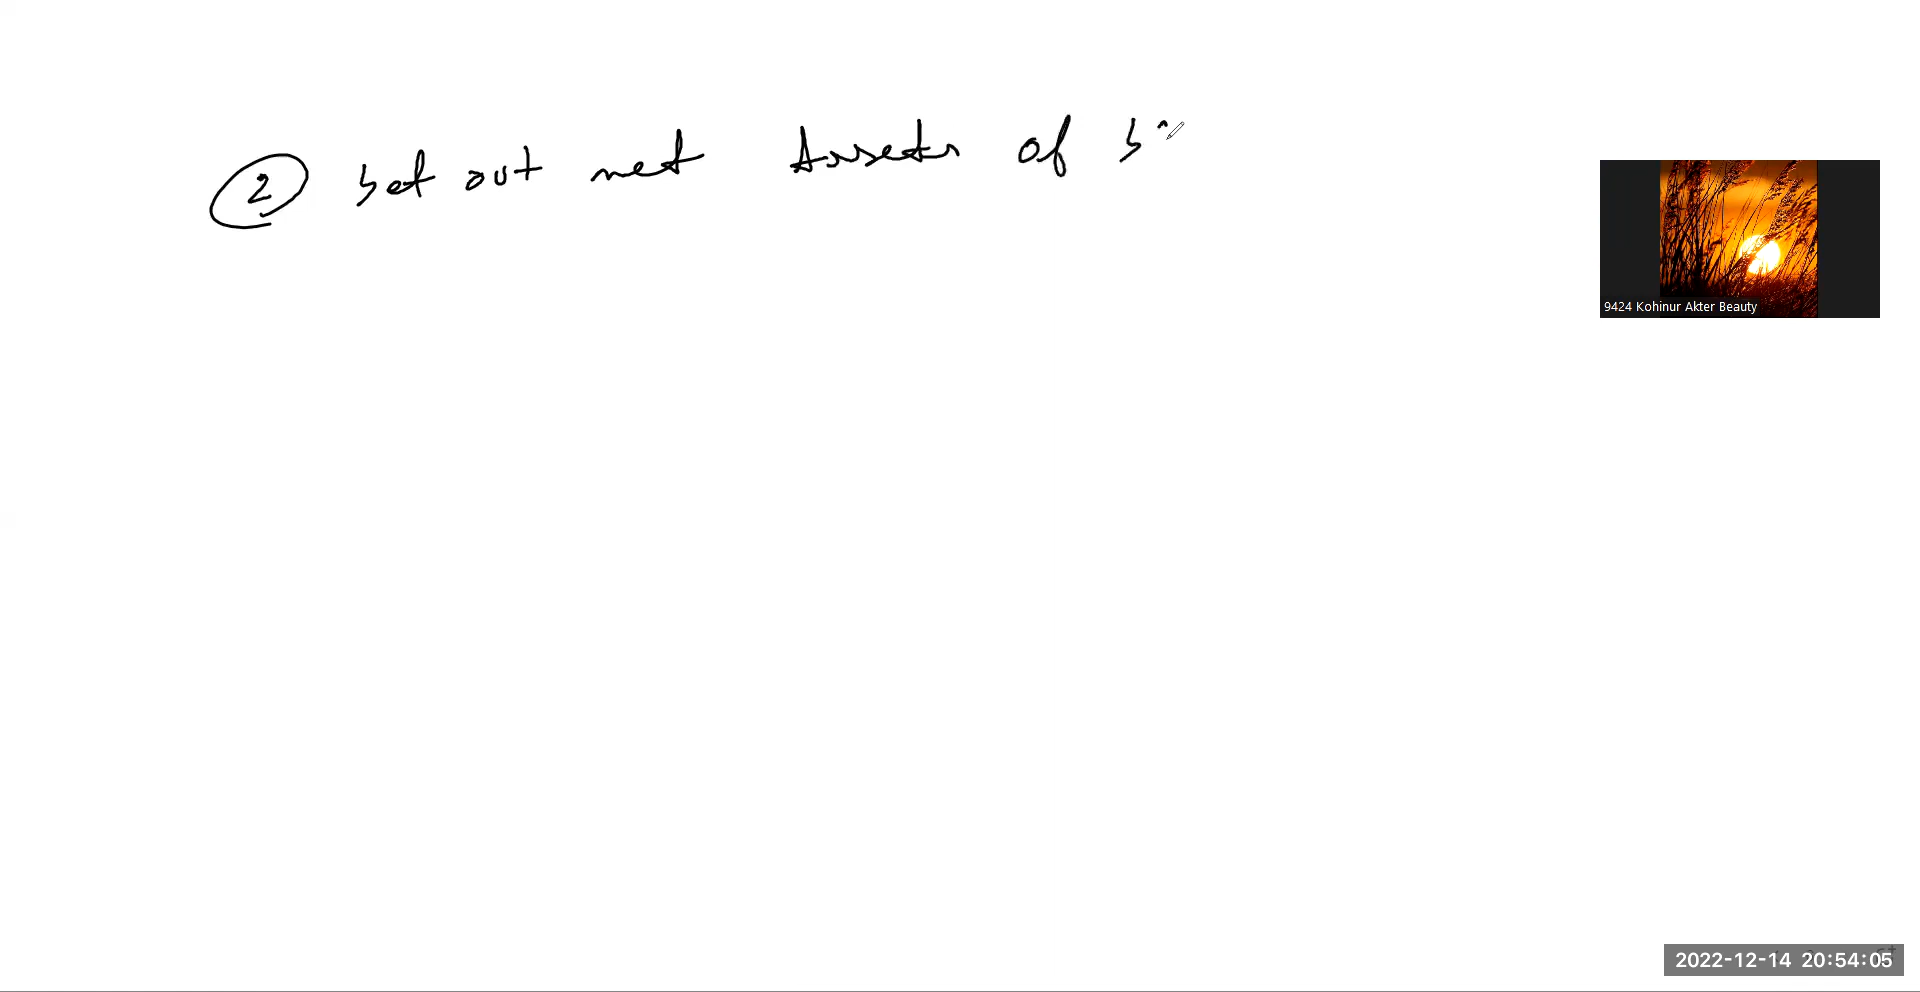 2 Set out net Assets of S
9424 Kohinur Akter Beauty
2022-12-14 20:54:05